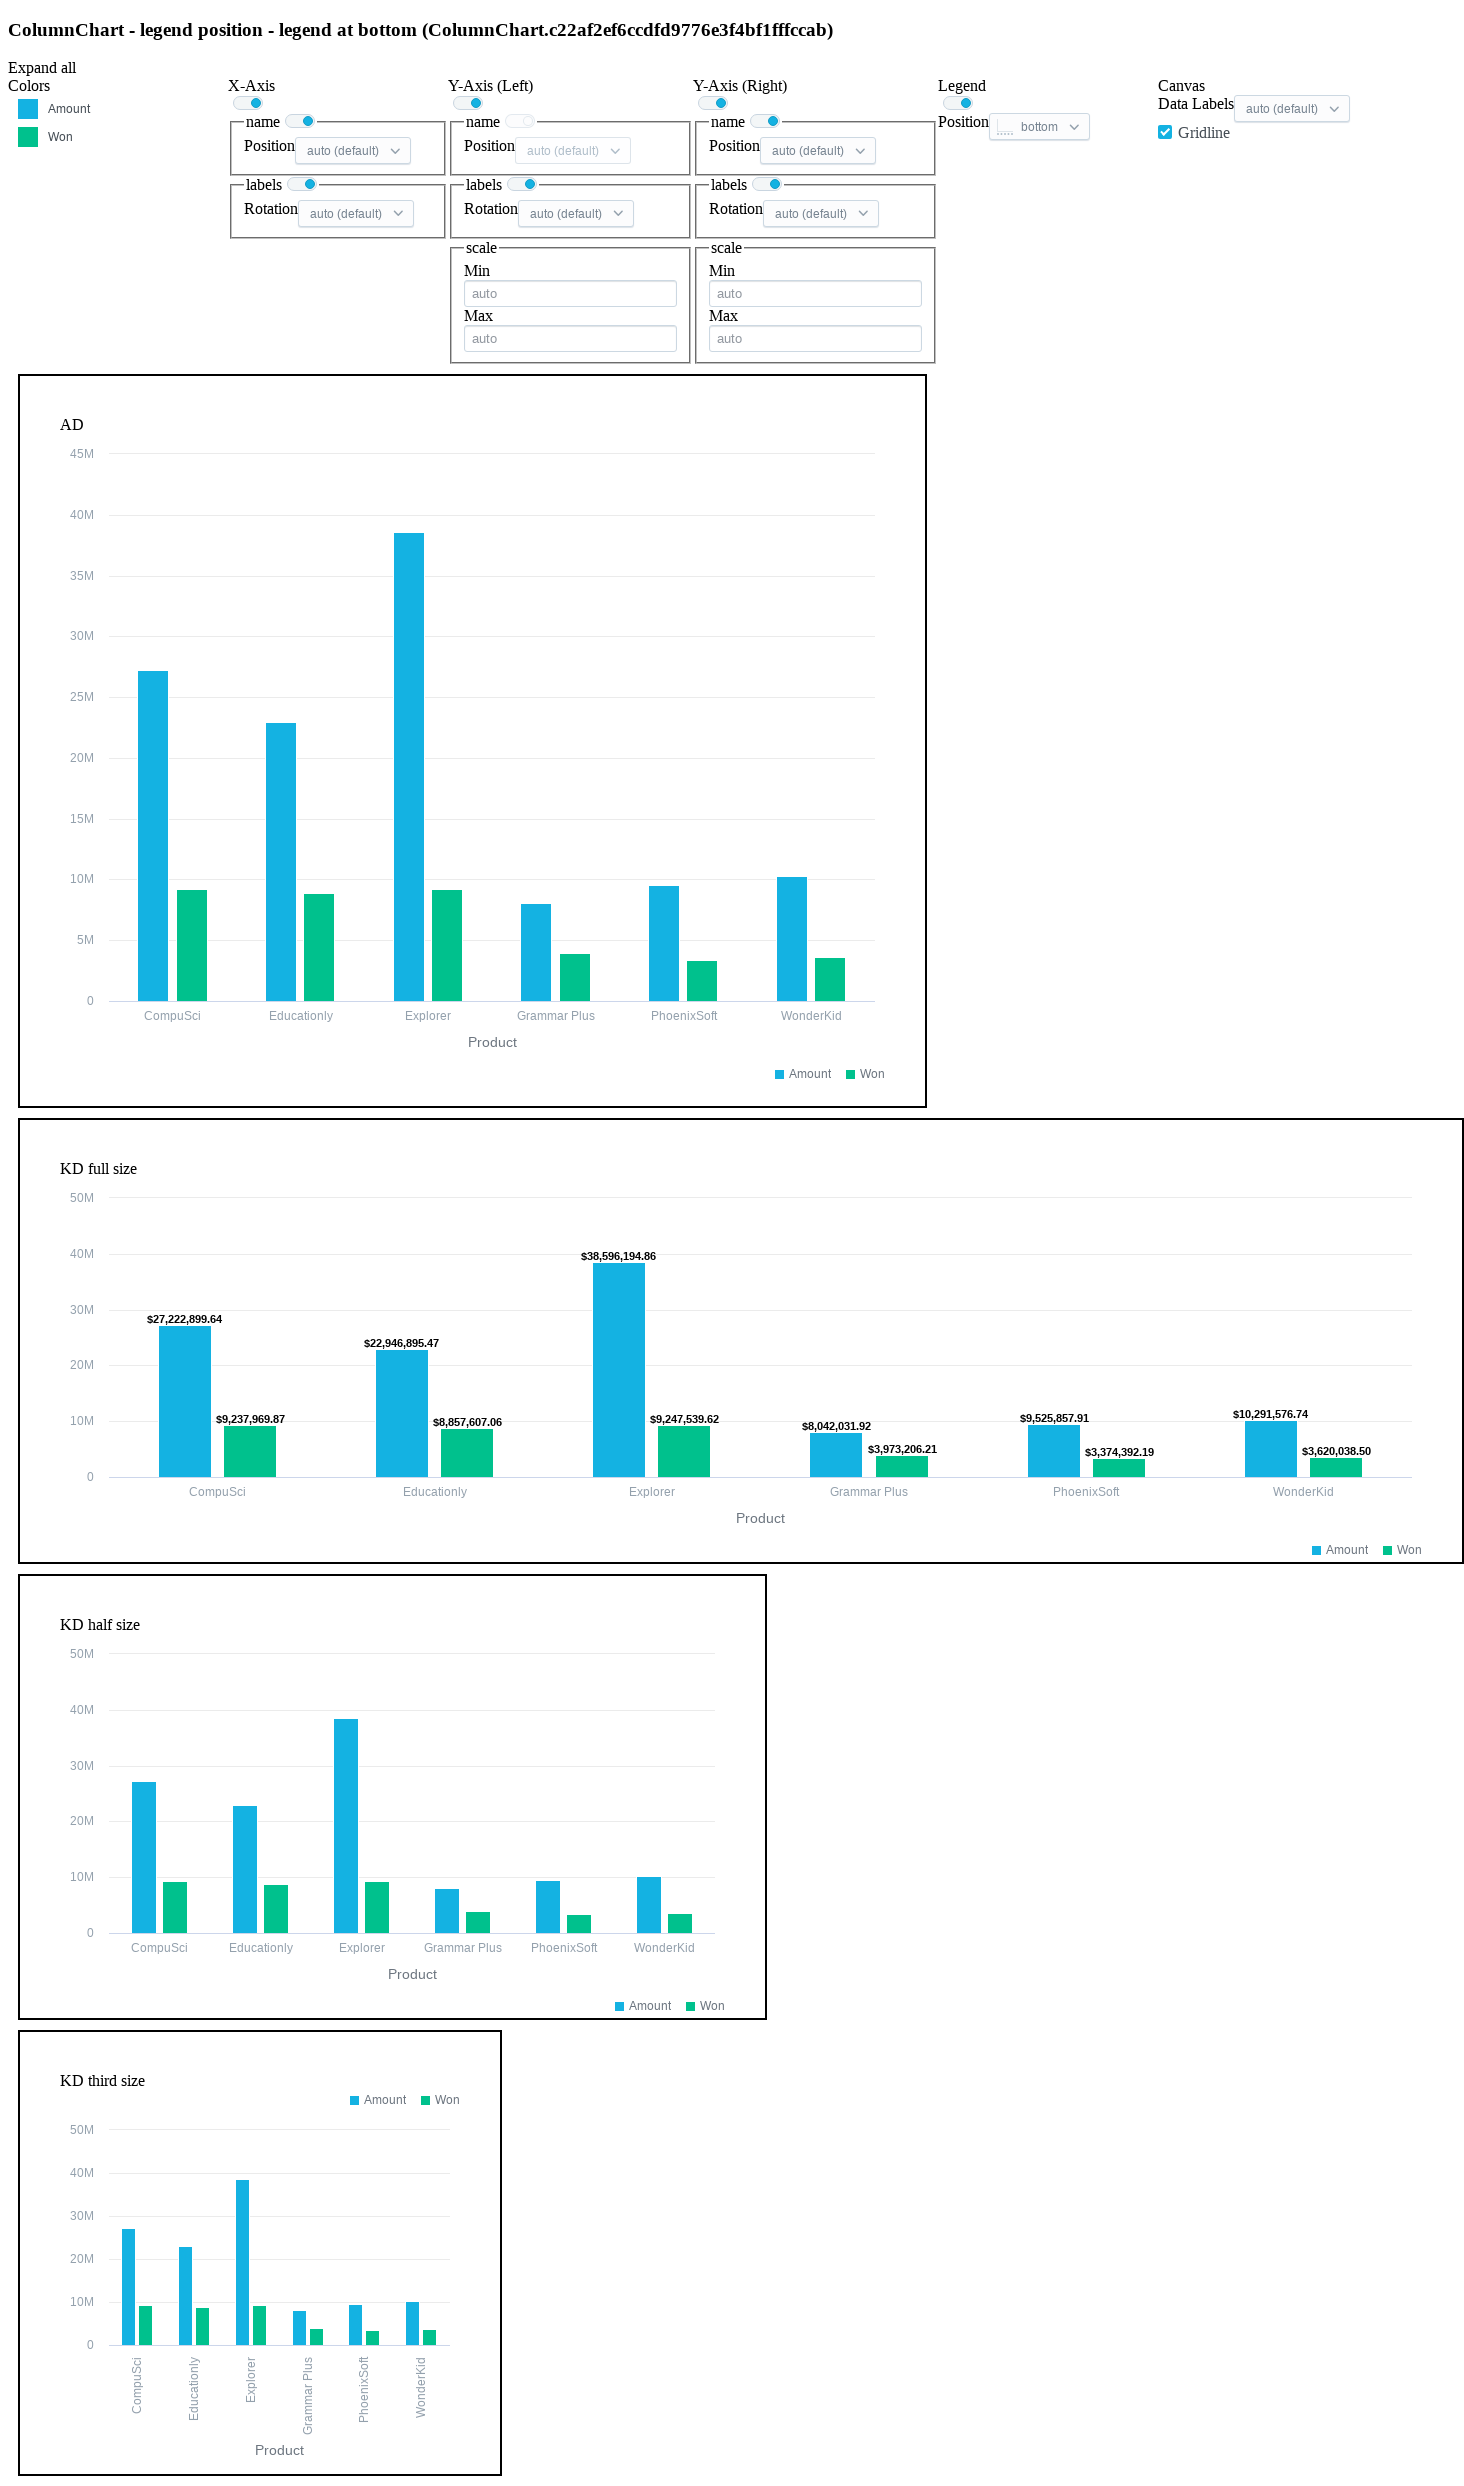 ColumnChart - legend position - legend at bottom (ColumnChart.c22af2ef6ccdfd9776e3f4bf1fffccab)
Expand all
Colors
Amount
Won
X-Axis
name
Position auto (default)
labels
Rotation auto (default)
Y-Axis (Left)
name
Position auto (default)
labels
Rotation auto (default)
scale
Min
auto
Max
auto
Y-Axis (Right)
name
Position auto (default)
labels
Rotation auto (default)
scale
Min
auto
Max
auto
Legend
Position bottom
Canvas
Data Labels auto (default)
Gridline
AD
45M
40M
35M
30M
25M
20M
15M
10M
5M
0
CompuSci Educationly Explorer Grammar Plus PhoenixSoft WonderKid
Product
Amount Won
KD full size
50M
40M
30M
20M
10M
0
$38,596,194.86
$27,222,899.64
$22,946,895.47
$10,291,576.74
$9,525,857.91
$9,237,969.87
$9,247,539.62
$8,857,607.06
$8,042,031.92
$3,973,206.21
$3,620,038.50
$3,374,392.19
CompuSci Educationly Explorer Grammar Plus PhoenixSoft WonderKid
Product
Amount Won
KD half size
50M
40M
30M
20M
10M
0
CompuSci Educationly Explorer Grammar Plus PhoenixSoft WonderKid
Product
Amount Won
KD third size
Amount Won
50M
40M
30M
20M
10M
0
CompuSci
Educationly
Explorer
Grammar Plus
PhoenixSoft
WonderKid
Product